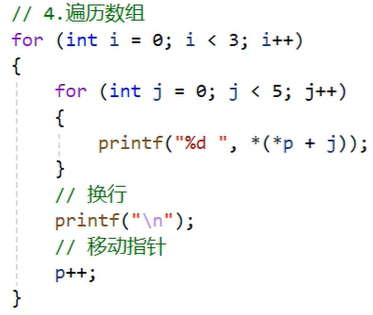 // 4.遍历数组
for (int i = 0; i < 3; i++)
{
    for (int j = 0; j < 5; j++)
    {
        printf("%d ", *(*p + j));
    }
    // 换行
    printf("\n");
    // 移动指针
    p++;
}